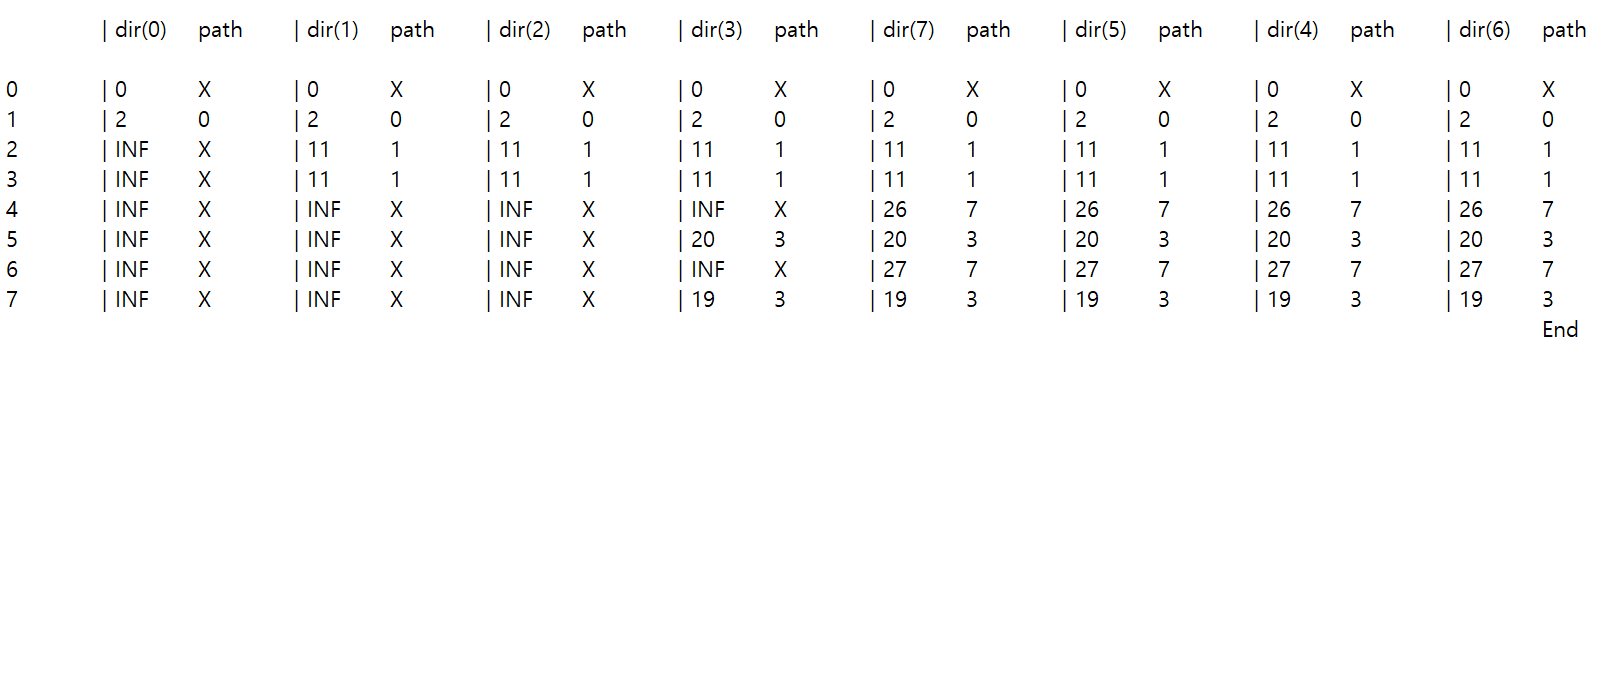 | dir(0) path | dir(1) path | dir(2) path | dir(3) path | dir(7) path | dir(5) path | dir(4) path | dir(6) path
0 | 0 X | 0 X | 0 X | 0 X | 0 X | 0 X | 0 X | 0 X
1 | 2 0 | 2 0 | 2 0 | 2 0 | 2 0 | 2 0 | 2 0 | 2 0
2 | INF X | 11 1 | 11 1 | 11 1 | 11 1 | 11 1 | 11 1 | 11 1
3 | INF X | 11 1 | 11 1 | 11 1 | 11 1 | 11 1 | 11 1 | 11 1
4 | INF X | INF X | INF X | INF X | 26 7 | 26 7 | 26 7 | 26 7
5 | INF X | INF X | INF X | 20 3 | 20 3 | 20 3 | 20 3 | 20 3
6 | INF X | INF X | INF X | INF X | 27 7 | 27 7 | 27 7 | 27 7
7 | INF X | INF X | INF X | 19 3 | 19 3 | 19 3 | 19 3 | 19 3
End